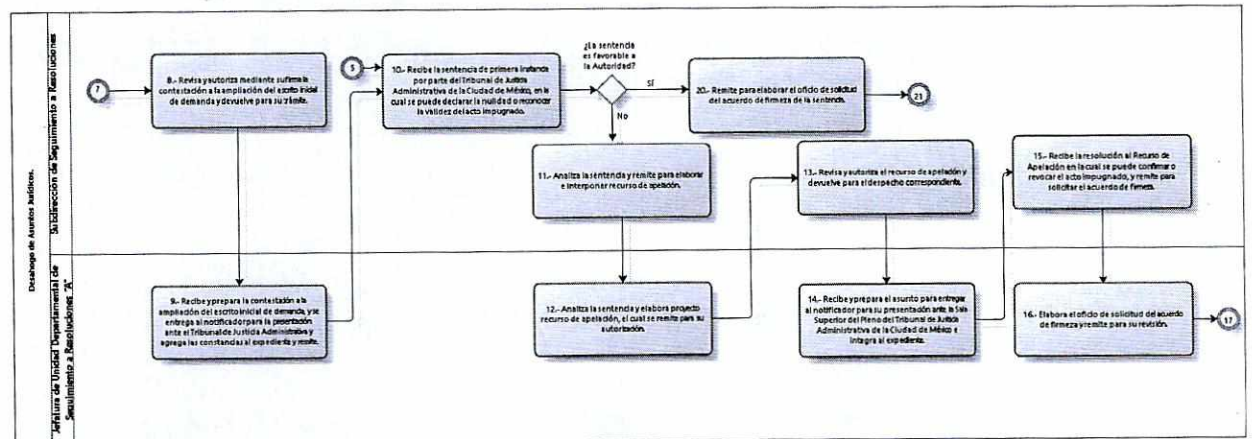 Desahogo de Asuntos Jurídicos.
Subdirección de Seguimiento a Resoluciones
7
8.- Revisa y autoriza mediante su firma la
contestación a la ampliación del escrito inicial
de demanda y devuelve para su trámite.
5
10.- Recibe la sentencia de primera instancia
por parte del Tribunal de Justicia
Administrativa de la Ciudad de México, en la
cual se puede declarar la nulidad o reconocer
la validez del acto impugnado.
¿La sentencia
es favorable a
la Autoridad?
Sí
No
20.- Remite para elaborar el oficio de solicitud
del acuerdo de firmeza de la sentencia.
21
11.- Analiza la sentencia y remite para elaborar
e interponer recurso de apelación.
13.- Revisa y autoriza el recurso de apelación y
devuelve para el despacho correspondiente.
15.- Recibe la resolución al Recurso de
Apelación en la cual se puede confirmar o
revocar el acto impugnado, y remite para
solicitar el acuerdo de firmeza.
Jefatura de Unidad Departamental de
Seguimiento a Resoluciones "A"
9.- Recibe y prepara la contestación a la
ampliación del escrito inicial de demanda, y se
entrega al notificador para la presentación
ante el Tribunal de Justicia Administrativa y
agrega las constancias al expediente y remite.
12.- Analiza la sentencia y elabora proyecto
recurso de apelación, el cual se remite para su
autorización.
14.- Recibe y prepara el asunto para entregar
al notificador para su presentación ante la Sala
Superior del Pleno del Tribunal de Justicia
Administrativa de la Ciudad de México e
integra al expediente.
16.- Elabora el oficio de solicitud del acuerdo
de firmeza y remite para su revisión.
17